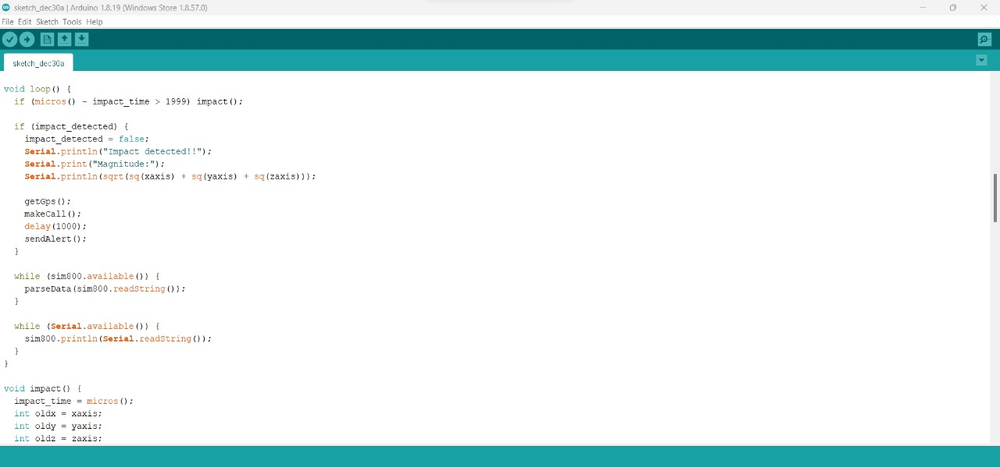 sketch_dec30a | Arduino 1.8.19 (Windows Store 1.8.57.0)
File Edit Sketch Tools Help
sketch_dec30a
void loop() {
  if (micros() - impact_time > 1999) impact();

  if (impact_detected) {
    impact_detected = false;
    Serial.println("Impact detected!!");
    Serial.print("Magnitude:");
    Serial.println(sqrt(sq(xaxis) + sq(yaxis) + sq(zaxis)));

    getGps();
    makeCall();
    delay(1000);
    sendAlert();
  }

  while (sim800.available()) {
    parseData(sim800.readString());
  }

  while (Serial.available()) {
    sim800.println(Serial.readString());
  }
}

void impact() {
  impact_time = micros();
  int oldx = xaxis;
  int oldy = yaxis;
  int oldz = zaxis;